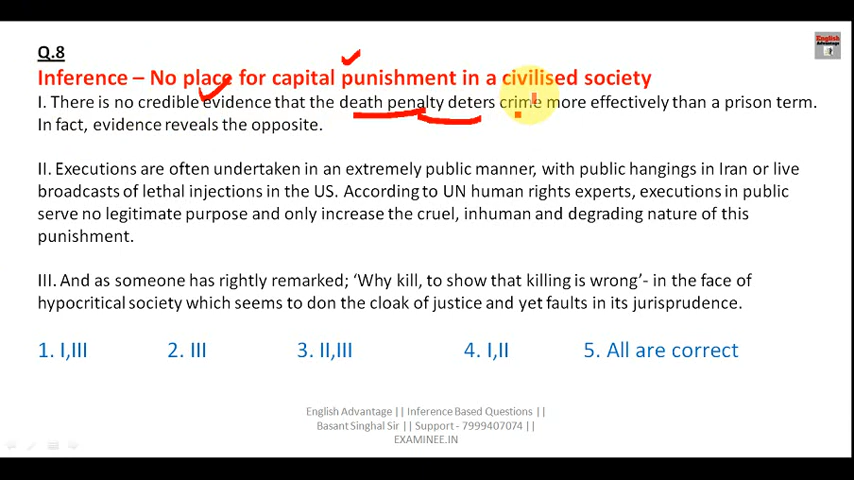 Q.8
English
Advantage
Inference – No place for capital punishment in a civilised society
I. There is no credible evidence that the death penalty deters crime more effectively than a prison term.
In fact, evidence reveals the opposite.
II. Executions are often undertaken in an extremely public manner, with public hangings in Iran or live
broadcasts of lethal injections in the US. According to UN human rights experts, executions in public
serve no legitimate purpose and only increase the cruel, inhuman and degrading nature of this
punishment.
III. And as someone has rightly remarked; ‘Why kill, to show that killing is wrong’- in the face of
hypocritical society which seems to don the cloak of justice and yet faults in its jurisprudence.
1. I,III 2. III 3. II,III 4. I,II 5. All are correct
English Advantage || Inference Based Questions ||
Basant Singhal Sir || Support - 7999407074 ||
EXAMINEE.IN